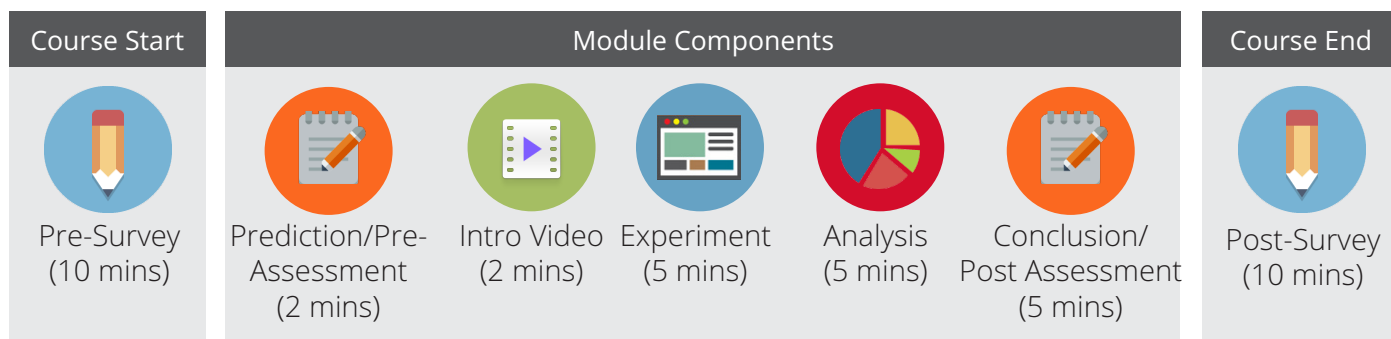 Course Start
Module Components
Course End
Pre-Survey
(10 mins)
Prediction/Pre-
Assessment
(2 mins)
Intro Video
(2 mins)
Experiment
(5 mins)
Analysis
(5 mins)
Conclusion/
Post Assessment
(5 mins)
Post-Survey
(10 mins)